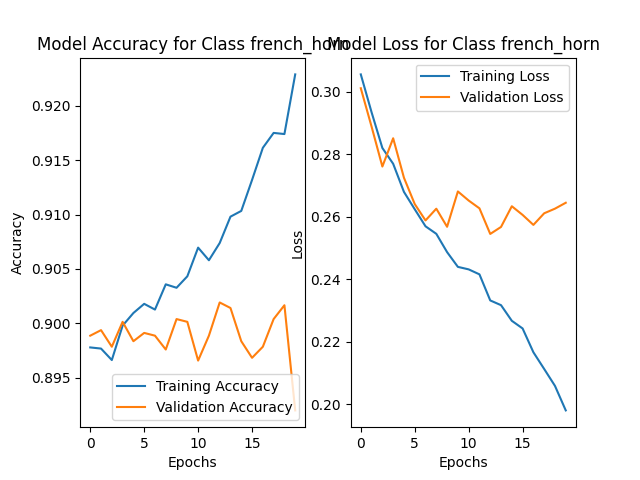 Model Accuracy for Class french_horn
Accuracy
0.920
0.915
0.910
0.905
0.900
0.895
Training Accuracy
Validation Accuracy
0 5 10 15
Epochs
Model Loss for Class french_horn
Loss
0.30
0.28
0.26
0.24
0.22
0.20
Training Loss
Validation Loss
0 5 10 15
Epochs